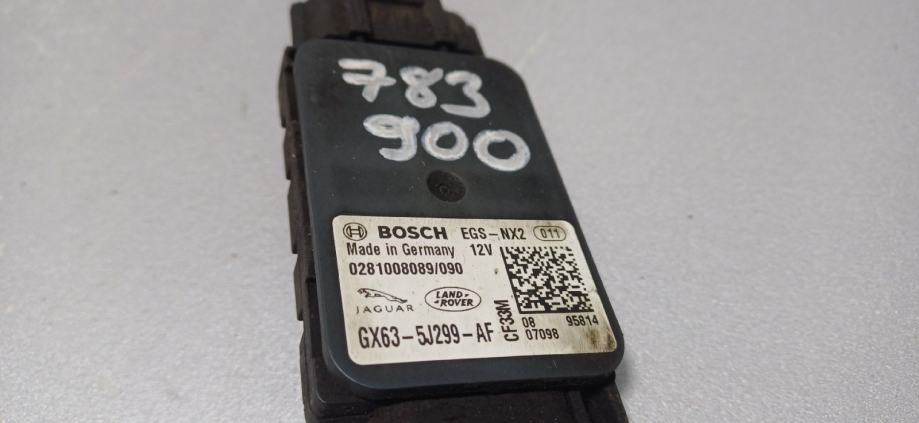 783
900
BOSCH EGS-NX2 011
Made in Germany 12V
0281008089/090
JAGUAR LAND-ROVER
GX63-5J299-AF
CF33M
08 95814
07098